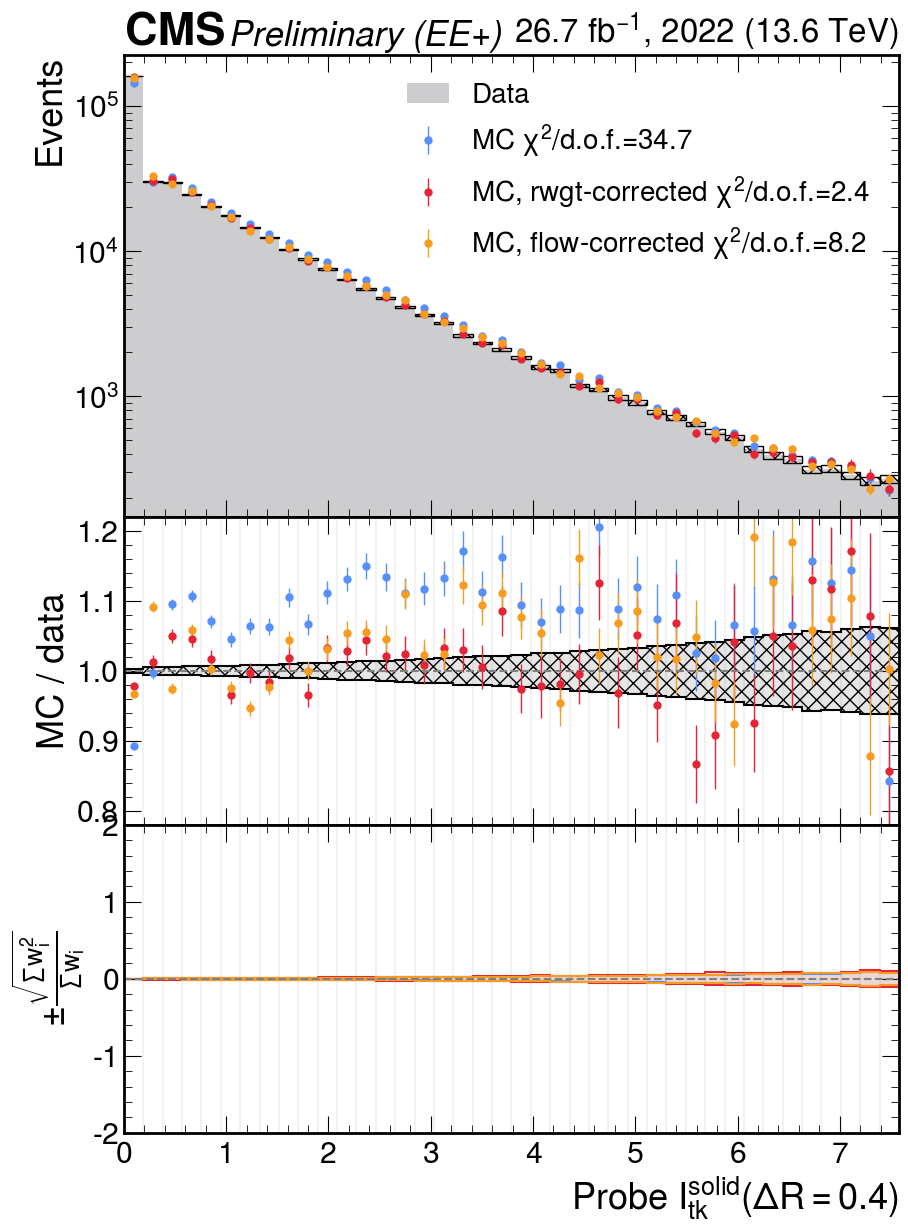 CMS Preliminary (EE+) 26.7 fb⁻¹, 2022 (13.6 TeV)
Events
10⁵
10⁴
10³
Data
MC χ²/d.o.f.=34.7
MC, rwgt-corrected χ²/d.o.f.=2.4
MC, flow-corrected χ²/d.o.f.=8.2
MC / data
1.2
1.1
1.0
0.9
0.8
±√Σw_i²/Σw_i
2
1
0
-1
-2
0 1 2 3 4 5 6 7
Probe I_tk^solid(ΔR = 0.4)